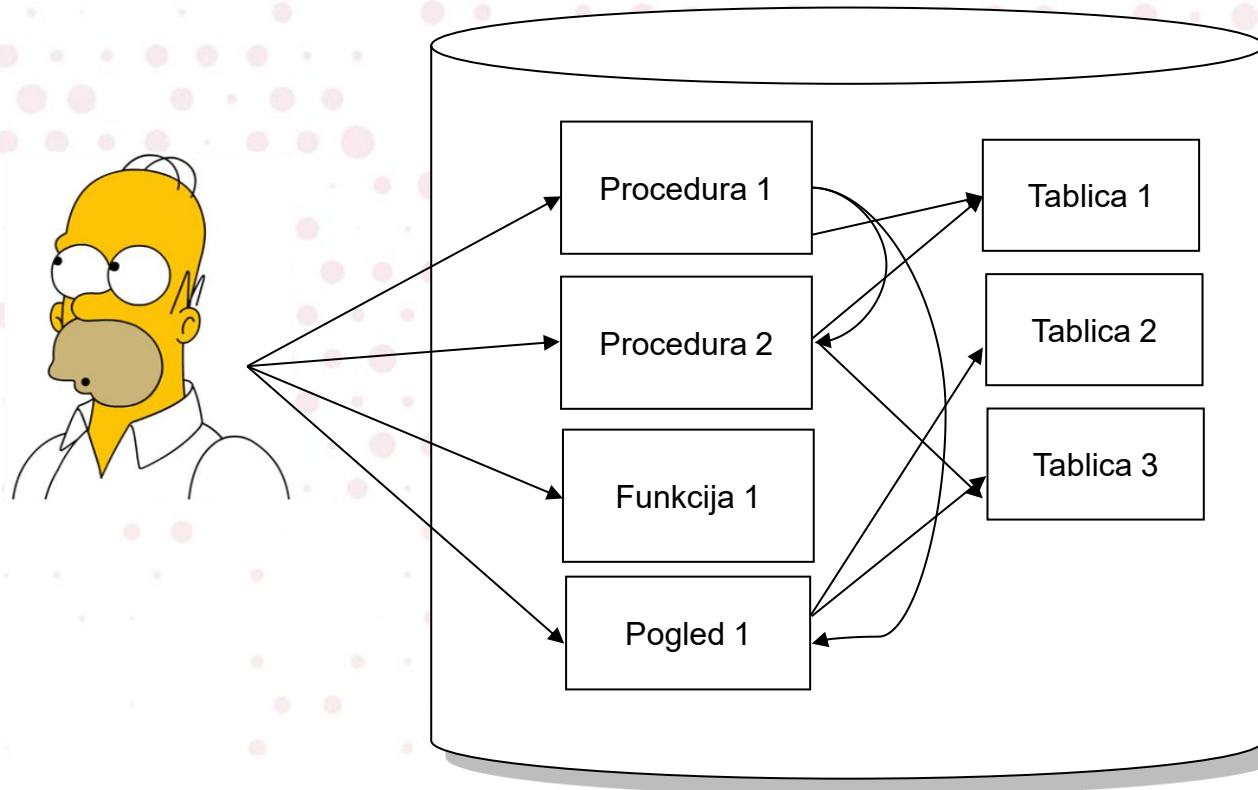 Procedura 1
Procedura 2
Funkcija 1
Pogled 1
Tablica 1
Tablica 2
Tablica 3